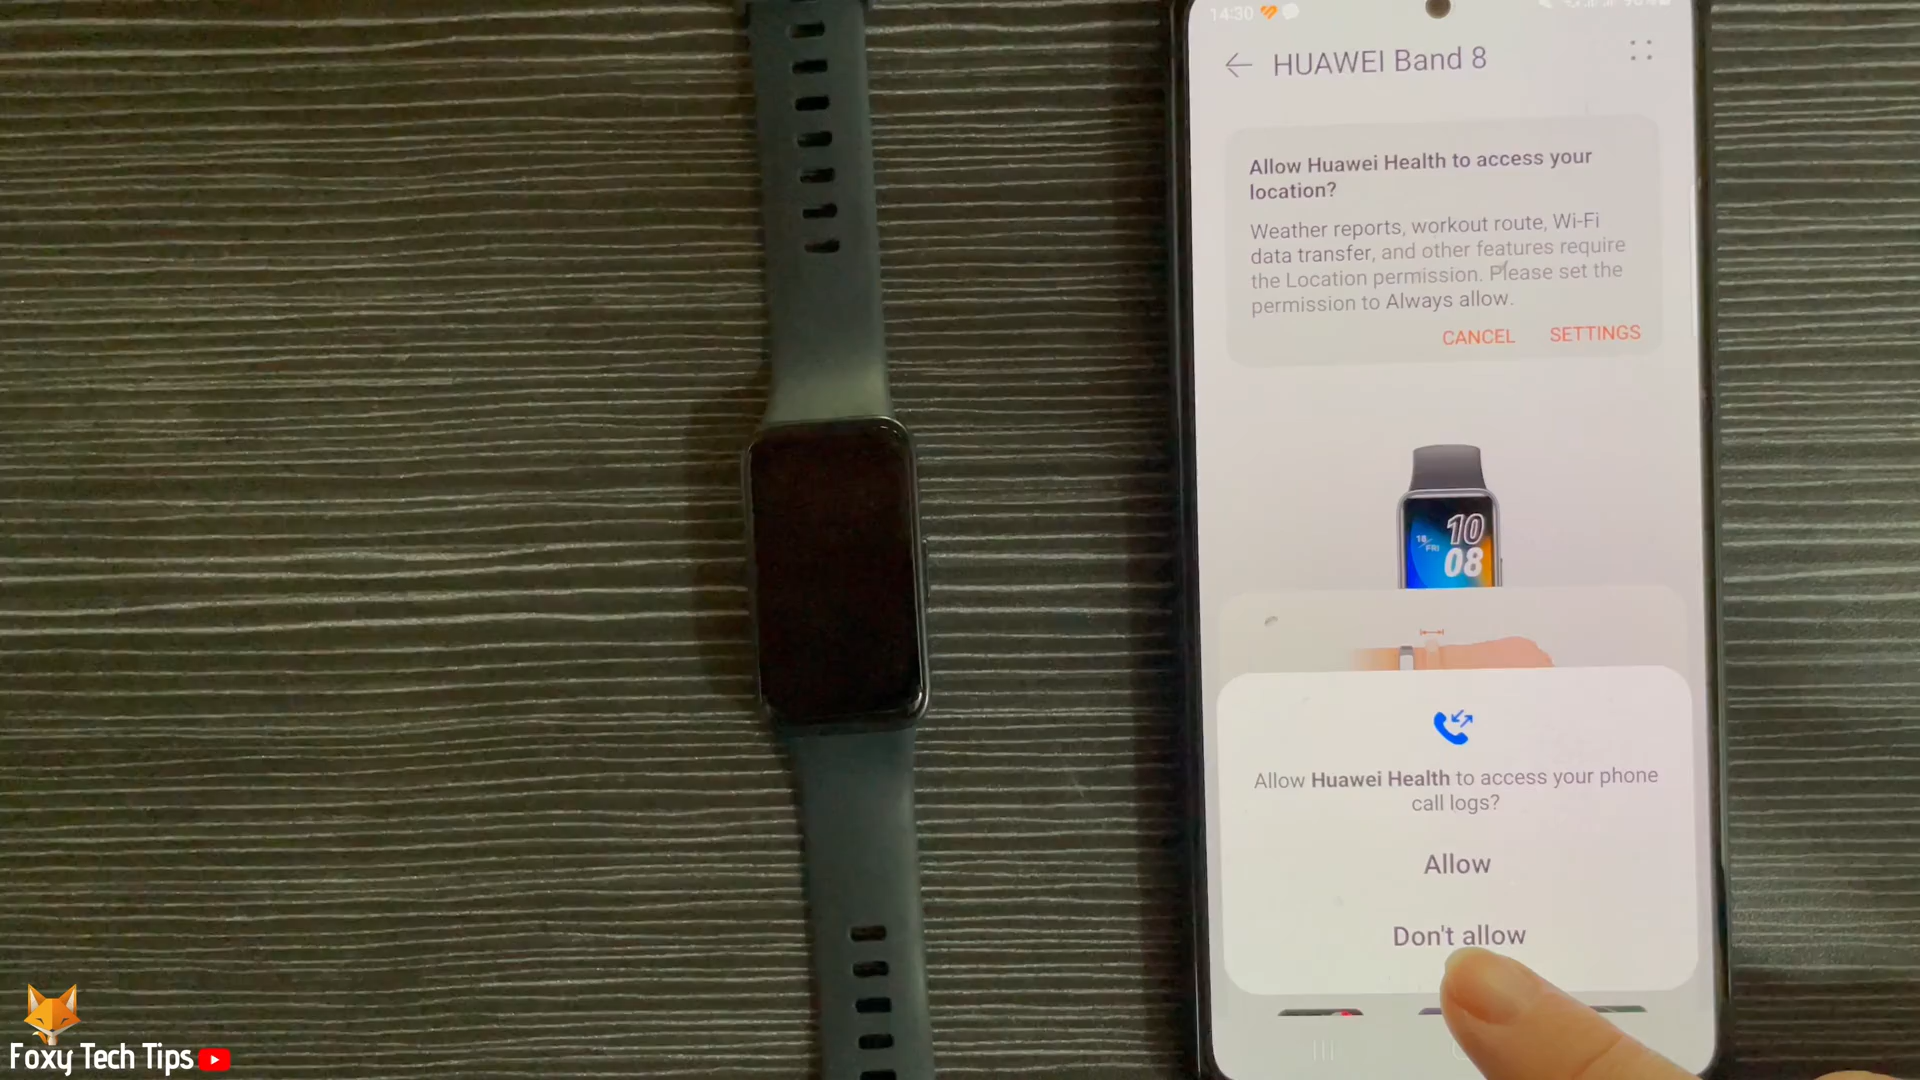 14:30
HUAWEI Band 8
Allow Huawei Health to access your
location?
Weather reports, workout route, Wi-Fi
data transfer, and other features require
the Location permission. Please set the
permission to Always allow.
CANCEL SETTINGS
10
18
FRI
08
Allow Huawei Health to access your phone
call logs?
Allow
Don't allow
Foxy Tech Tips